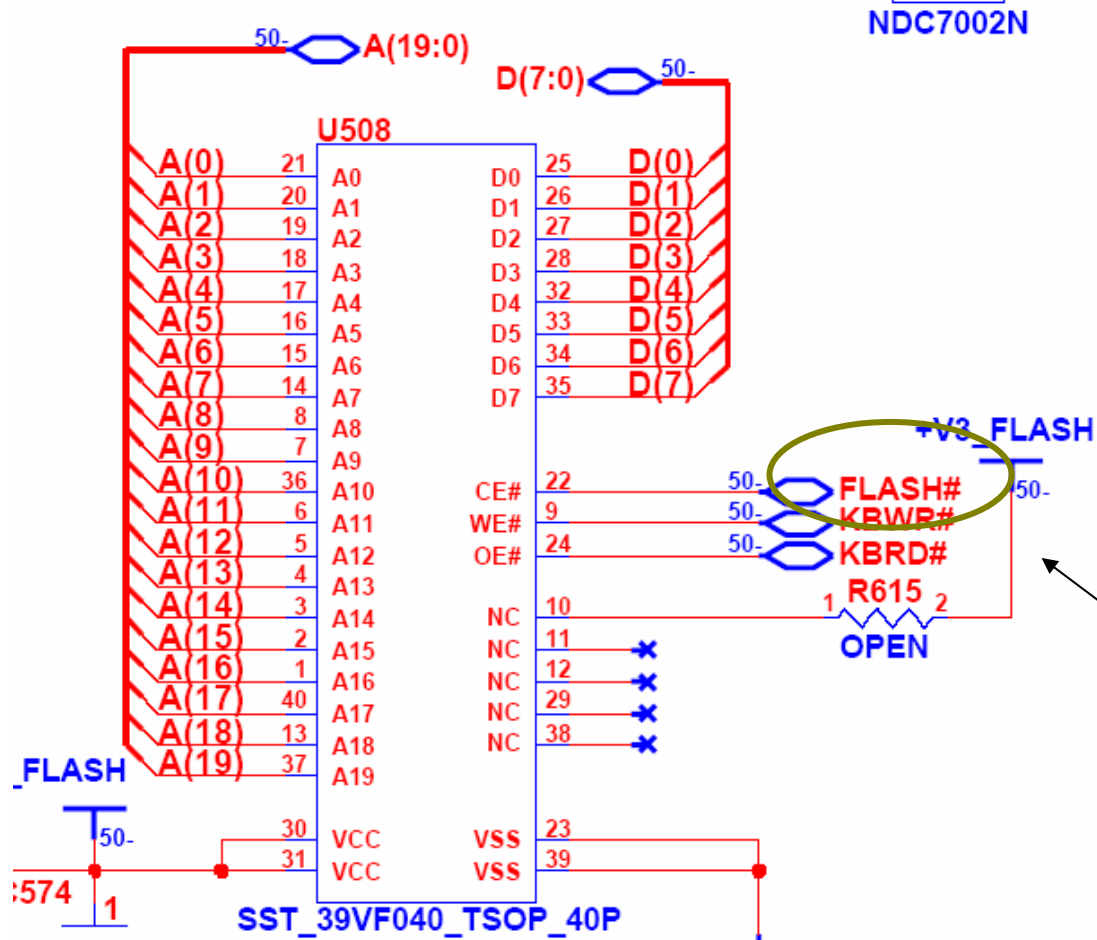 NDC7002N
50- A(19:0)
D(7:0) 50-
U508
A(0) 21 A0 D0 25 D(0)
A(1) 20 A1 D1 26 D(1)
A(2) 19 A2 D2 27 D(2)
A(3) 18 A3 D3 28 D(3)
A(4) 17 A4 D4 32 D(4)
A(5) 16 A5 D5 33 D(5)
A(6) 15 A6 D6 34 D(6)
A(7) 14 A7 D7 35 D(7)
A(8) 8 A8
A(9) 7 A9 +V3_FLASH
A(10) 36 A10 CE# 22 50- FLASH# 50-
A(11) 6 A11 WE# 9 50- KBWR#
A(12) 5 A12 OE# 24 50- KBRD#
A(13) 4 A13 R615
A(14) 3 A14 NC 10 1 2
A(15) 2 A15 NC 11 OPEN
A(16) 1 A16 NC 12
A(17) 40 A17 NC 29
A(18) 13 A18 NC 38
A(19) 37 A19
_FLASH
50- 30 VCC VSS 23
31 VCC VSS 39
C574 1
SST_39VF040_TSOP_40P